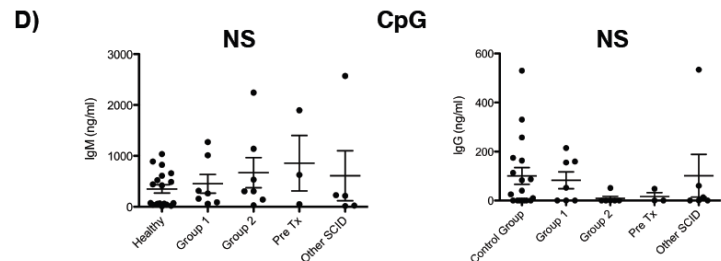 D)
CpG
NS
IgM (ng/ml)
3000
2000
1000
0
Healthy
Group 1
Group 2
Pre Tx
Other SCID
NS
IgG (ng/ml)
600
400
200
0
Control Group
Group 1
Group 2
Pre Tx
Other SCID